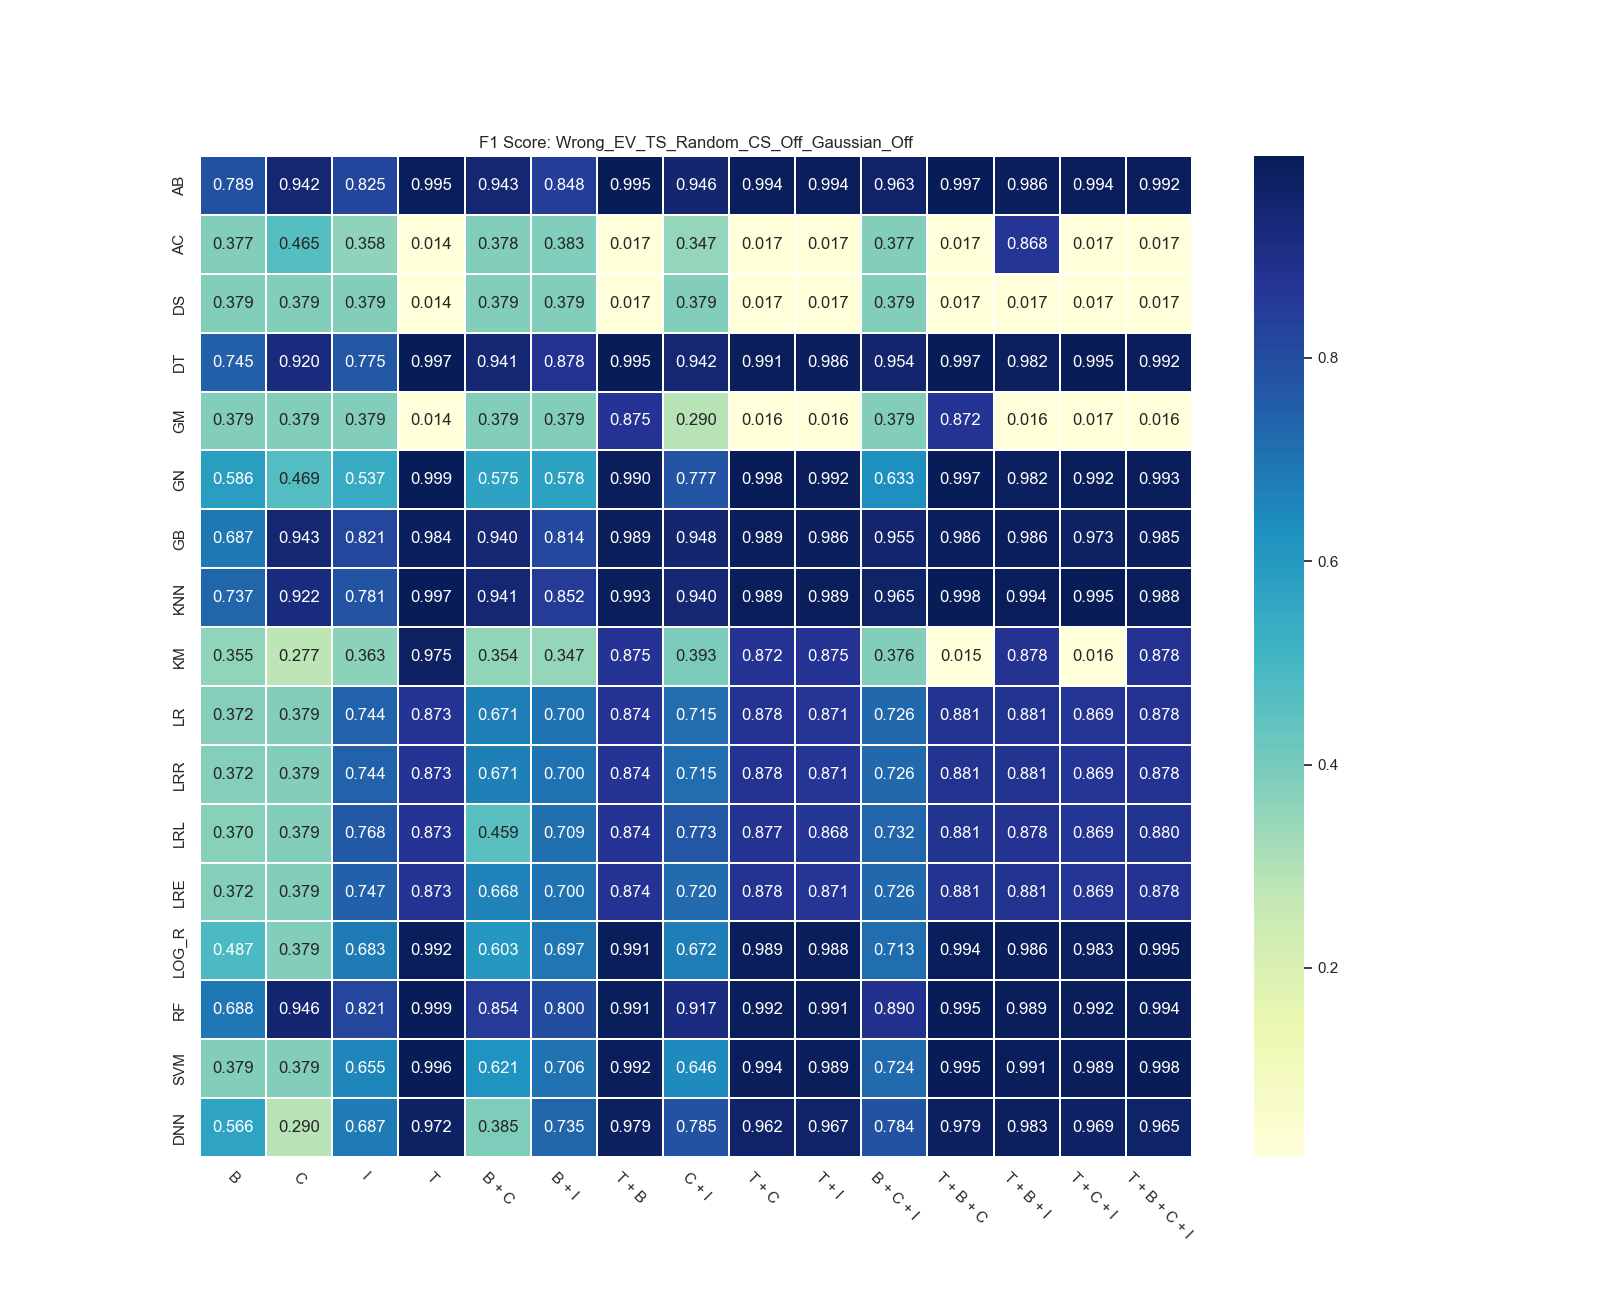 F1 Score: Wrong_EV_TS_Random_CS_Off_Gaussian_Off
AB 0.789 0.942 0.825 0.995 0.943 0.848 0.995 0.946 0.994 0.994 0.963 0.997 0.986 0.994 0.992
AC 0.377 0.465 0.358 0.014 0.378 0.383 0.017 0.347 0.017 0.017 0.377 0.017 0.868 0.017 0.017
DS 0.379 0.379 0.379 0.014 0.379 0.379 0.017 0.379 0.017 0.017 0.379 0.017 0.017 0.017 0.017
DT 0.745 0.920 0.775 0.997 0.941 0.878 0.995 0.942 0.991 0.986 0.954 0.997 0.982 0.995 0.992
GM 0.379 0.379 0.379 0.014 0.379 0.379 0.875 0.290 0.016 0.016 0.379 0.872 0.016 0.017 0.016
GN 0.586 0.469 0.537 0.999 0.575 0.578 0.990 0.777 0.998 0.992 0.633 0.997 0.982 0.992 0.993
GB 0.687 0.943 0.821 0.984 0.940 0.814 0.989 0.948 0.989 0.986 0.955 0.986 0.986 0.973 0.985
KNN 0.737 0.922 0.781 0.997 0.941 0.852 0.993 0.940 0.989 0.989 0.965 0.998 0.994 0.995 0.988
KM 0.355 0.277 0.363 0.975 0.354 0.347 0.875 0.393 0.872 0.875 0.376 0.015 0.878 0.016 0.878
LR 0.372 0.379 0.744 0.873 0.671 0.700 0.874 0.715 0.878 0.871 0.726 0.881 0.881 0.869 0.878
LRR 0.372 0.379 0.744 0.873 0.671 0.700 0.874 0.715 0.878 0.871 0.726 0.881 0.881 0.869 0.878
LRL 0.370 0.379 0.768 0.873 0.459 0.709 0.874 0.773 0.877 0.868 0.732 0.881 0.878 0.869 0.880
LRE 0.372 0.379 0.747 0.873 0.668 0.700 0.874 0.720 0.878 0.871 0.726 0.881 0.881 0.869 0.878
LOG_R 0.487 0.379 0.683 0.992 0.603 0.697 0.991 0.672 0.989 0.988 0.713 0.994 0.986 0.983 0.995
RF 0.688 0.946 0.821 0.999 0.854 0.800 0.991 0.917 0.992 0.991 0.890 0.995 0.989 0.992 0.994
SVM 0.379 0.379 0.655 0.996 0.621 0.706 0.992 0.646 0.994 0.989 0.724 0.995 0.991 0.989 0.998
DNN 0.566 0.290 0.687 0.972 0.385 0.735 0.979 0.785 0.962 0.967 0.784 0.979 0.983 0.969 0.965
B C I T B + C B + I T + B C + I T + C T + I B + C + I T + B + C T + B + I T + C + I T + B + C + I
0.8
0.6
0.4
0.2